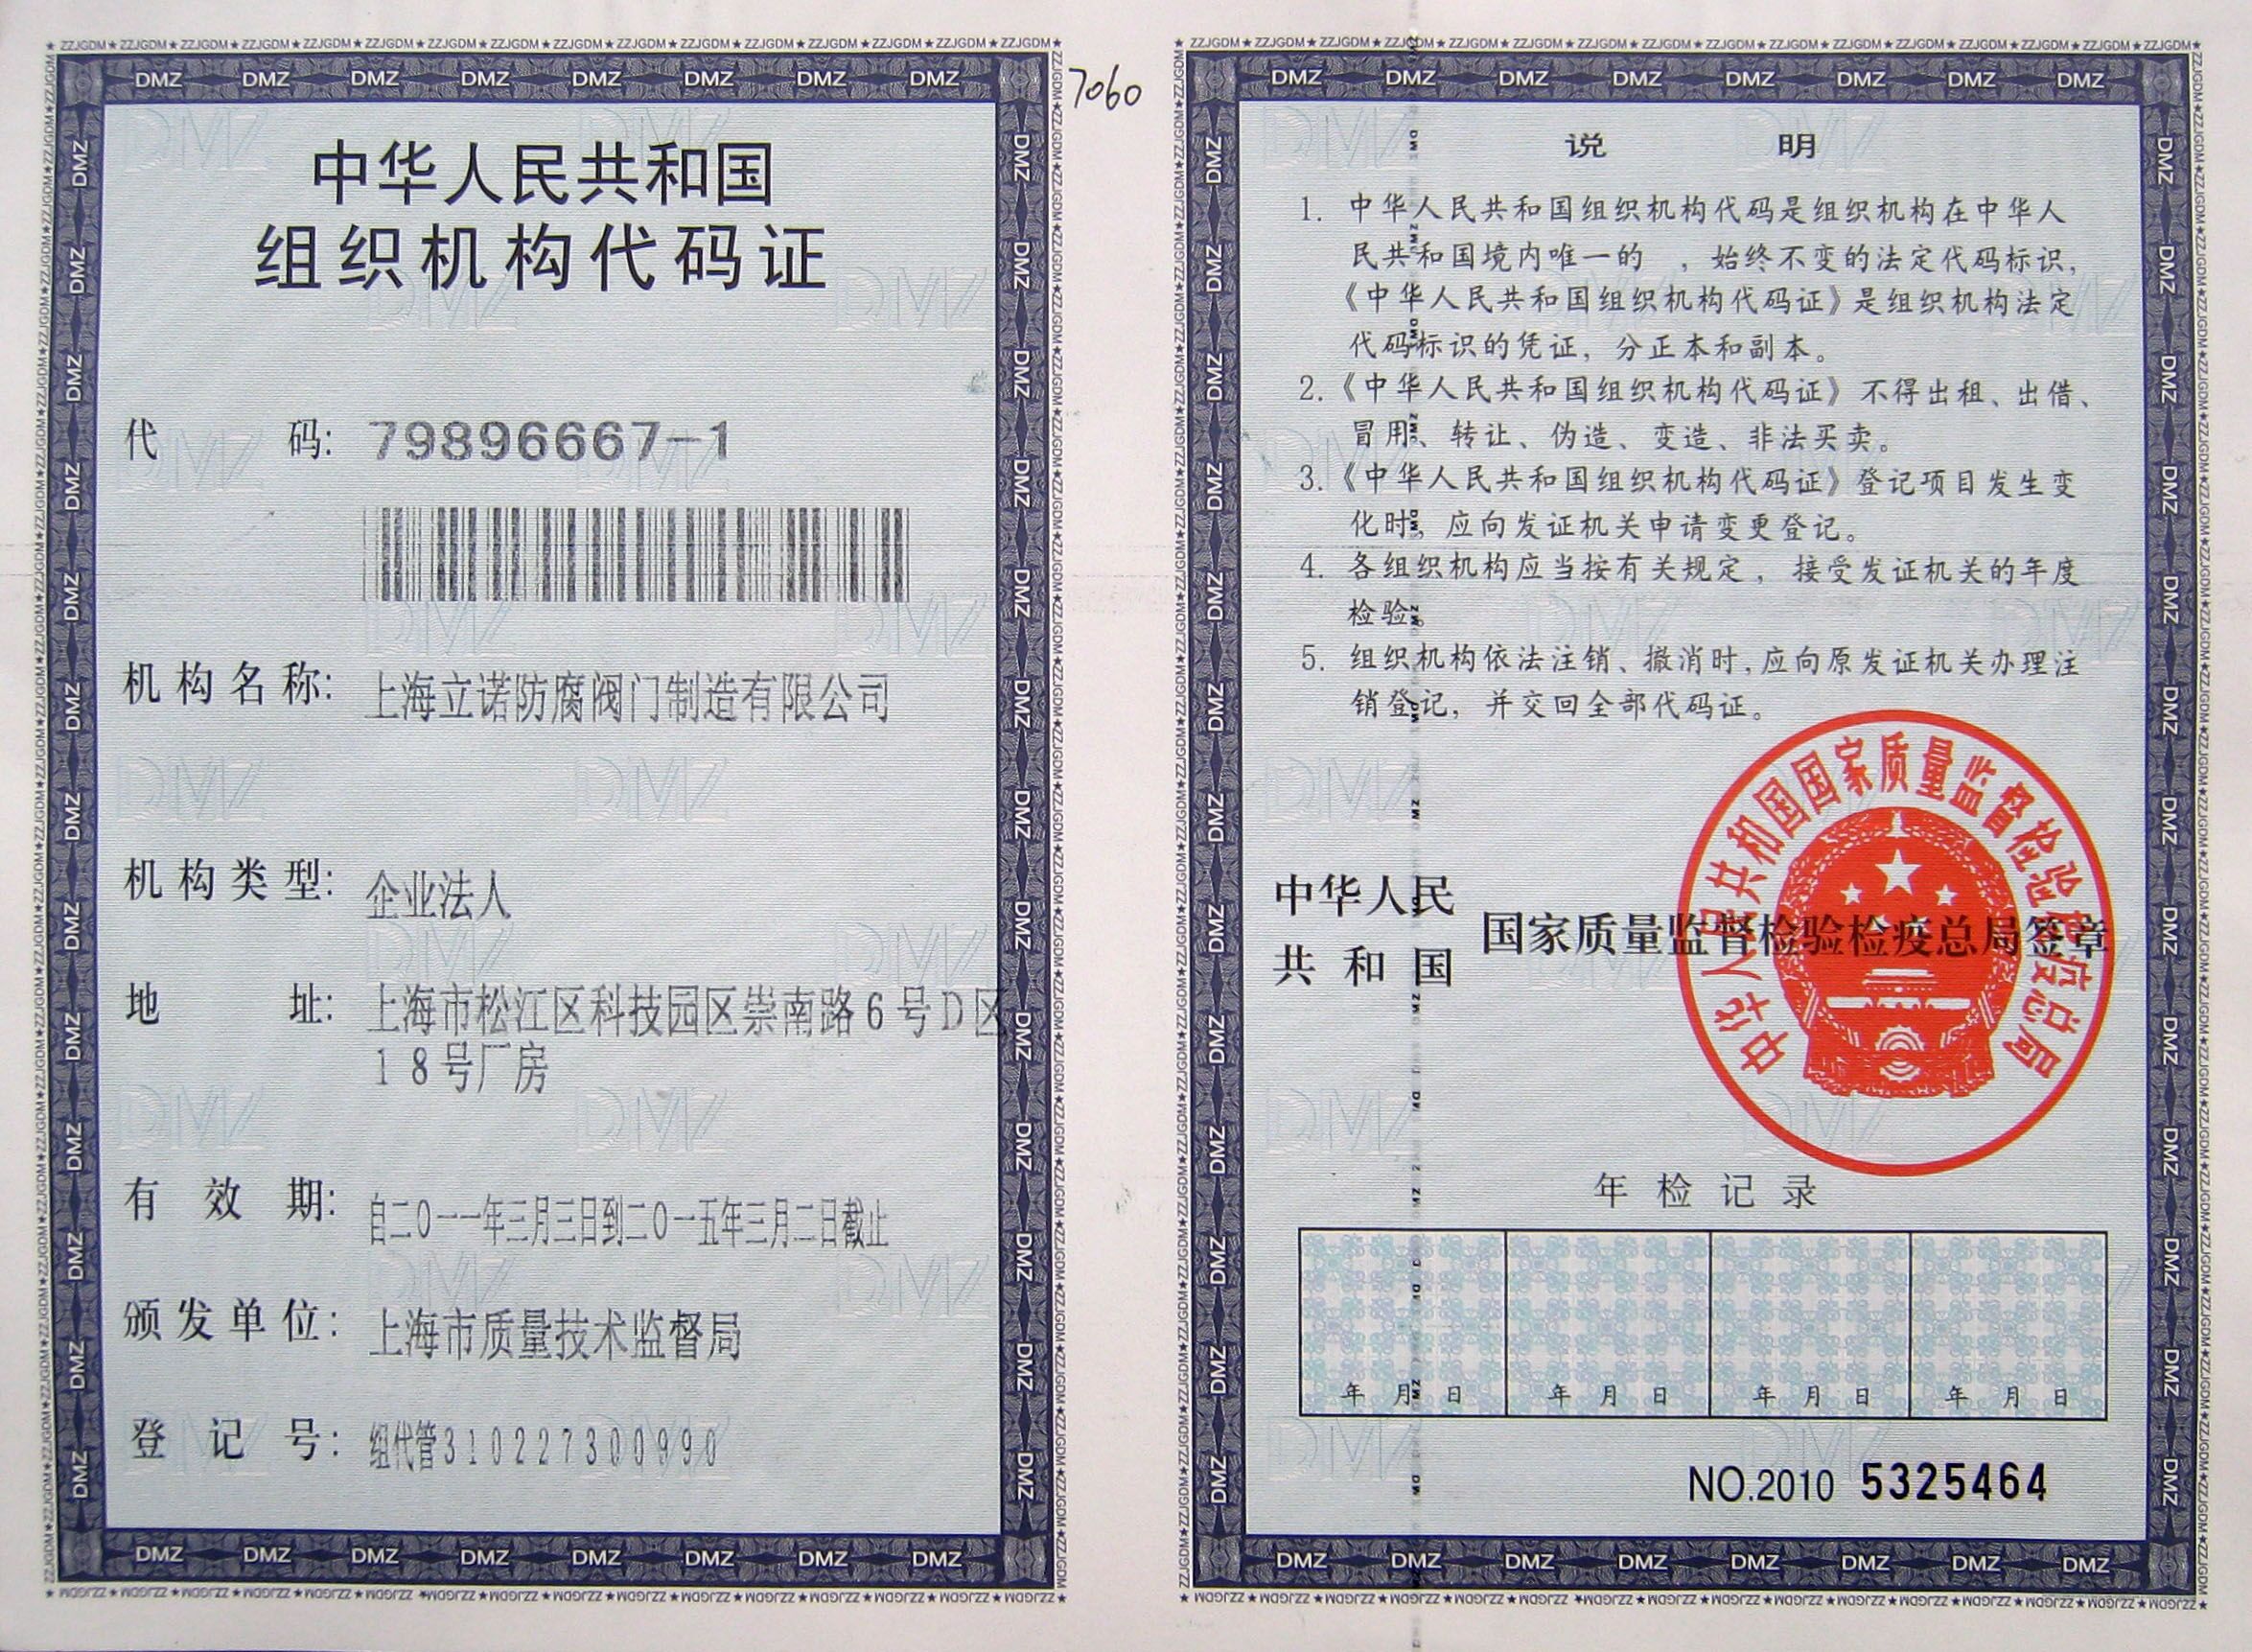 中华人民共和国
组织机构代码证
代 码: 79896667-1
机构名称: 上海立诺防腐阀门制造有限公司
机构类型: 企业法人
地 址: 上海市松江区科技园区崇南路6号D区
18号厂房
有 效 期: 自二0一一年三月三日到二0一五年三月二日截止
颁发单位: 上海市质量技术监督局
登 记 号: 组代管310227300990
7060
说 明
1. 中华人民共和国组织机构代码是组织机构在中华人
民共和国境内唯一的 ,始终不变的法定代码标识,
《中华人民共和国组织机构代码证》是组织机构法定
代码标识的凭证,分正本和副本。
2.《中华人民共和国组织机构代码证》不得出租、出借、
冒用、转让、伪造、变造、非法买卖。
3.《中华人民共和国组织机构代码证》登记项目发生变
化时,应向发证机关申请变更登记。
4. 各组织机构应当按有关规定,接受发证机关的年度
检验。
5. 组织机构依法注销、撤消时,应向原发证机关办理注
销登记,并交回全部代码证。
中华人民共和国国家质量监督检验检疫总局
中华人民
共和国 国家质量监督检验检疫总局签章
年检记录
年 月 日 年 月 日 年 月 日 年 月 日
NO.2010 5325464